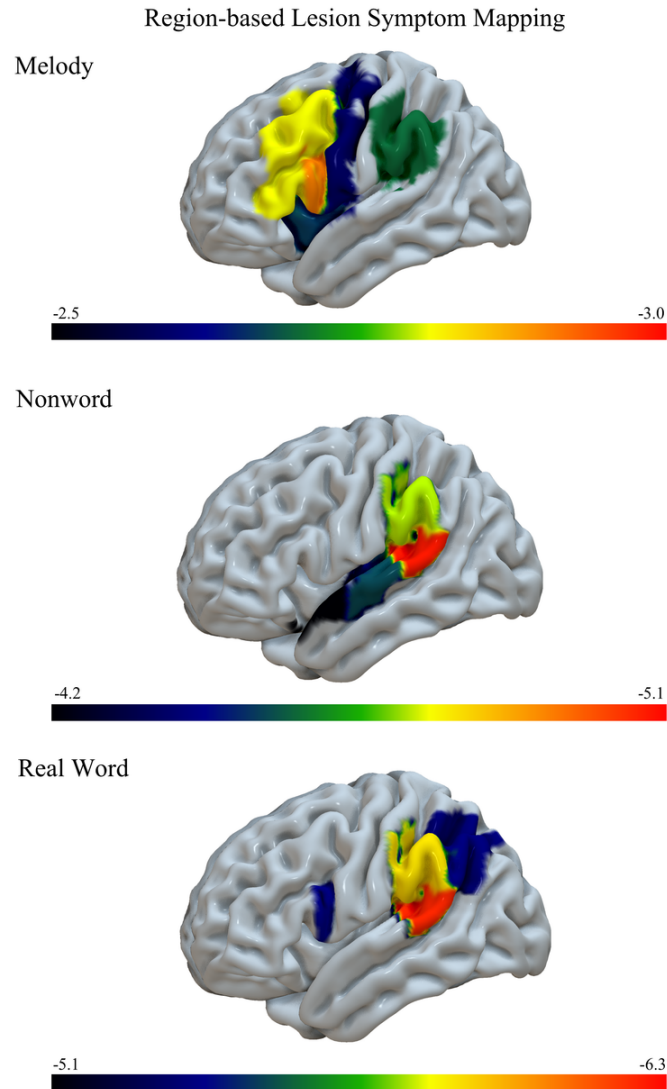 Region-based Lesion Symptom Mapping
Melody
-2.5 -3.0
Nonword
-4.2 -5.1
Real Word
-5.1 -6.3